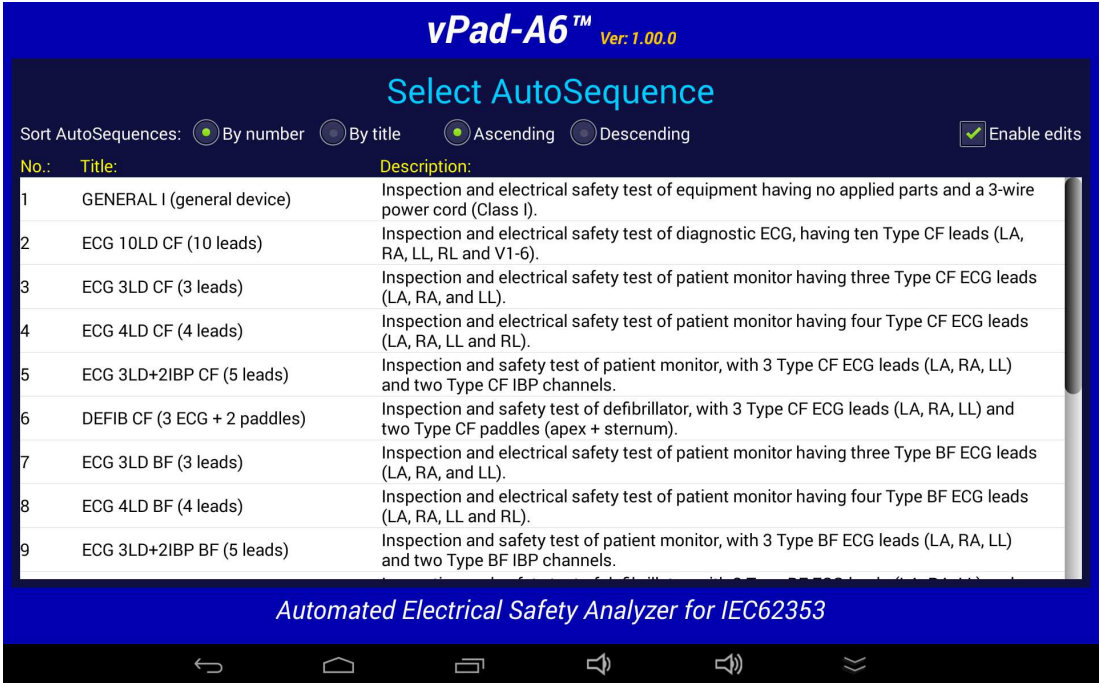 vPad-A6™ Ver: 1.00.0
Select AutoSequence
Sort AutoSequences: By number By title Ascending Descending Enable edits
No.: Title: Description:
1 GENERAL I (general device) Inspection and electrical safety test of equipment having no applied parts and a 3-wire
power cord (Class I).
2 ECG 10LD CF (10 leads) Inspection and electrical safety test of diagnostic ECG, having ten Type CF leads (LA,
RA, LL, RL and V1-6).
3 ECG 3LD CF (3 leads) Inspection and electrical safety test of patient monitor having three Type CF ECG leads
(LA, RA, and LL).
4 ECG 4LD CF (4 leads) Inspection and electrical safety test of patient monitor having four Type CF ECG leads
(LA, RA, LL and RL).
5 ECG 3LD+2IBP CF (5 leads) Inspection and safety test of patient monitor, with 3 Type CF ECG leads (LA, RA, LL)
and two Type CF IBP channels.
6 DEFIB CF (3 ECG + 2 paddles) Inspection and safety test of defibrillator, with 3 Type CF ECG leads (LA, RA, LL) and
two Type CF paddles (apex + sternum).
7 ECG 3LD BF (3 leads) Inspection and electrical safety test of patient monitor having three Type BF ECG leads
(LA, RA, and LL).
8 ECG 4LD BF (4 leads) Inspection and electrical safety test of patient monitor having four Type BF ECG leads
(LA, RA, LL and RL).
9 ECG 3LD+2IBP BF (5 leads) Inspection and safety test of patient monitor, with 3 Type BF ECG leads (LA, RA, LL)
and two Type BF IBP channels.
Automated Electrical Safety Analyzer for IEC62353